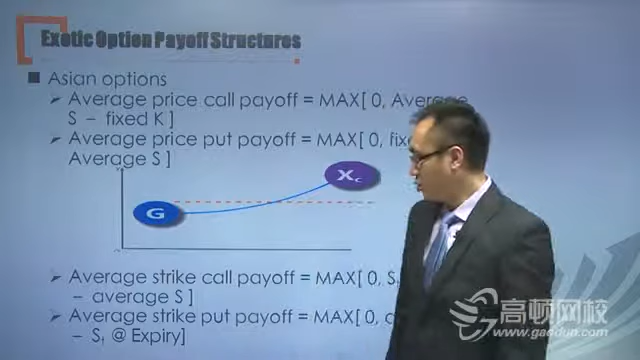 Exotic Option Payoff Structures
Asian options
Average price call payoff = MAX[ 0, Average
S – fixed K ]
Average price put payoff = MAX[ 0,
Average S ]
G
Xc
Average strike call payoff = MAX[ 0,
– average S ]
Average strike put payoff = MAX[ 0,
– St @ Expiry]
高顿网校
www.gaodun.com